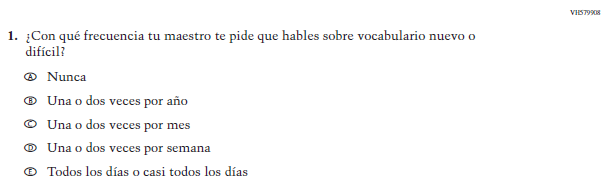 VH579908
1. ¿Con qué frecuencia tu maestro te pide que hables sobre vocabulario nuevo o
difícil?
A Nunca
B Una o dos veces por año
C Una o dos veces por mes
D Una o dos veces por semana
E Todos los días o casi todos los días